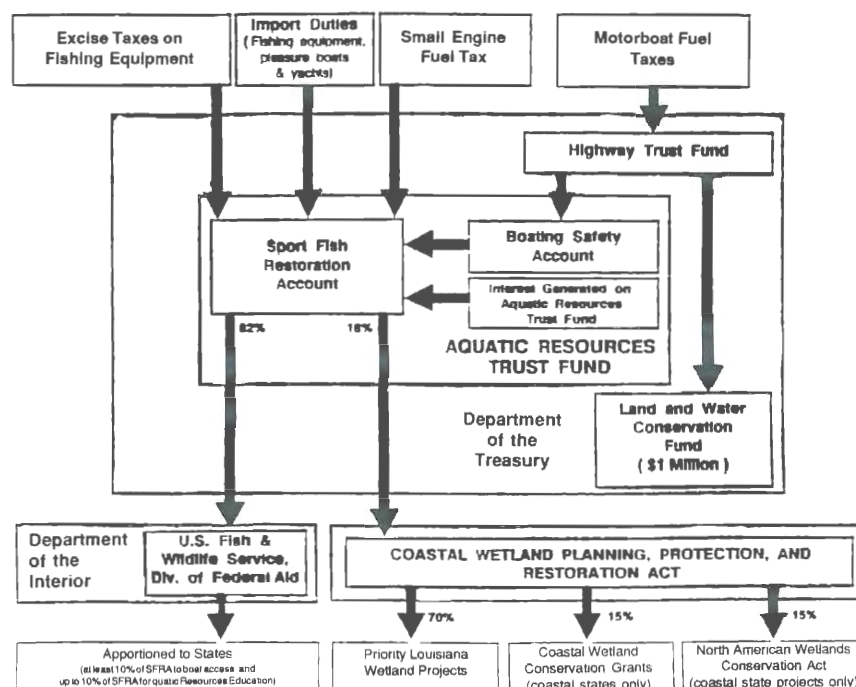 Excise Taxes on
Fishing Equipment
Import Duties
(Fishing equipment,
pleasure boats
& yachts)
Small Engine
Fuel Tax
Motorboat Fuel
Taxes
Highway Trust Fund
Sport Fish
Restoration
Account
Boating Safety
Account
Interest Generated on
Aquatic Resources
Trust Fund
82%
18%
AQUATIC RESOURCES
TRUST FUND
Department
of the
Treasury
Land and Water
Conservation
Fund
( $1 Million )
Department
of the
Interior
U.S. Fish &
Wildlife Service,
Div. of Federal Aid
COASTAL WETLAND PLANNING, PROTECTION, AND
RESTORATION ACT
70%
15%
15%
Apportioned to States
(at least 10% of SFRA to boat access and
up to 10% of SFRA for quatic Resources Education)
Priority Louisiana
Wetland Projects
Coastal Wetland
Conservation Grants
(coastal states only)
North American Wetlands
Conservation Act
(coastal state projects only)